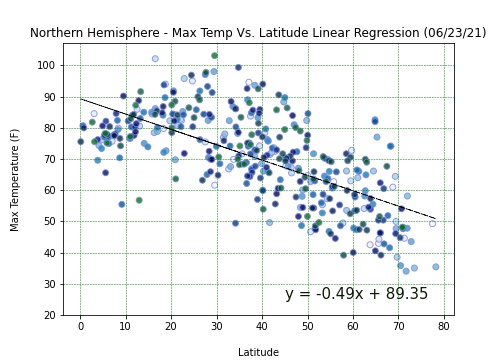 Northern Hemisphere - Max Temp Vs. Latitude Linear Regression (06/23/21)
100
90
80
70
60
50
40
30
20
Max Temperature (F)
y = -0.49x + 89.35
0 10 20 30 40 50 60 70 80
Latitude